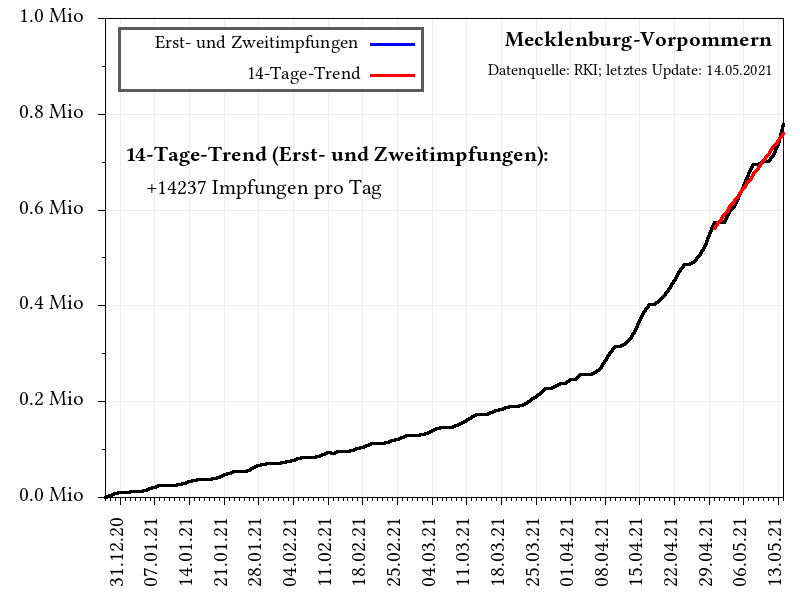 1.0 Mio
0.8 Mio
0.6 Mio
0.4 Mio
0.2 Mio
0.0 Mio
Erst- und Zweitimpfungen
14-Tage-Trend
Mecklenburg-Vorpommern
Datenquelle: RKI; letztes Update: 14.05.2021
14-Tage-Trend (Erst- und Zweitimpfungen):
+14237 Impfungen pro Tag
31.12.20
07.01.21
14.01.21
21.01.21
28.01.21
04.02.21
11.02.21
18.02.21
25.02.21
04.03.21
11.03.21
18.03.21
25.03.21
01.04.21
08.04.21
15.04.21
22.04.21
29.04.21
06.05.21
13.05.21